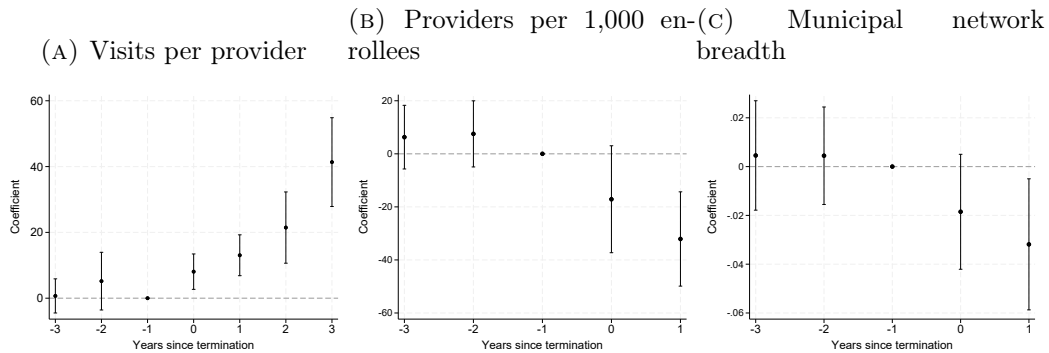 (A) Visits per provider
(B) Providers per 1,000 en-
rollees
(C) Municipal network
breadth
60
40
20
0
Coefficient
-3 -2 -1 0 1 2 3
Years since termination
20
0
-20
-40
-60
Coefficient
-3 -2 -1 0 1
Years since termination
.02
0
-.02
-.04
-.06
Coefficient
-3 -2 -1 0 1
Years since termination